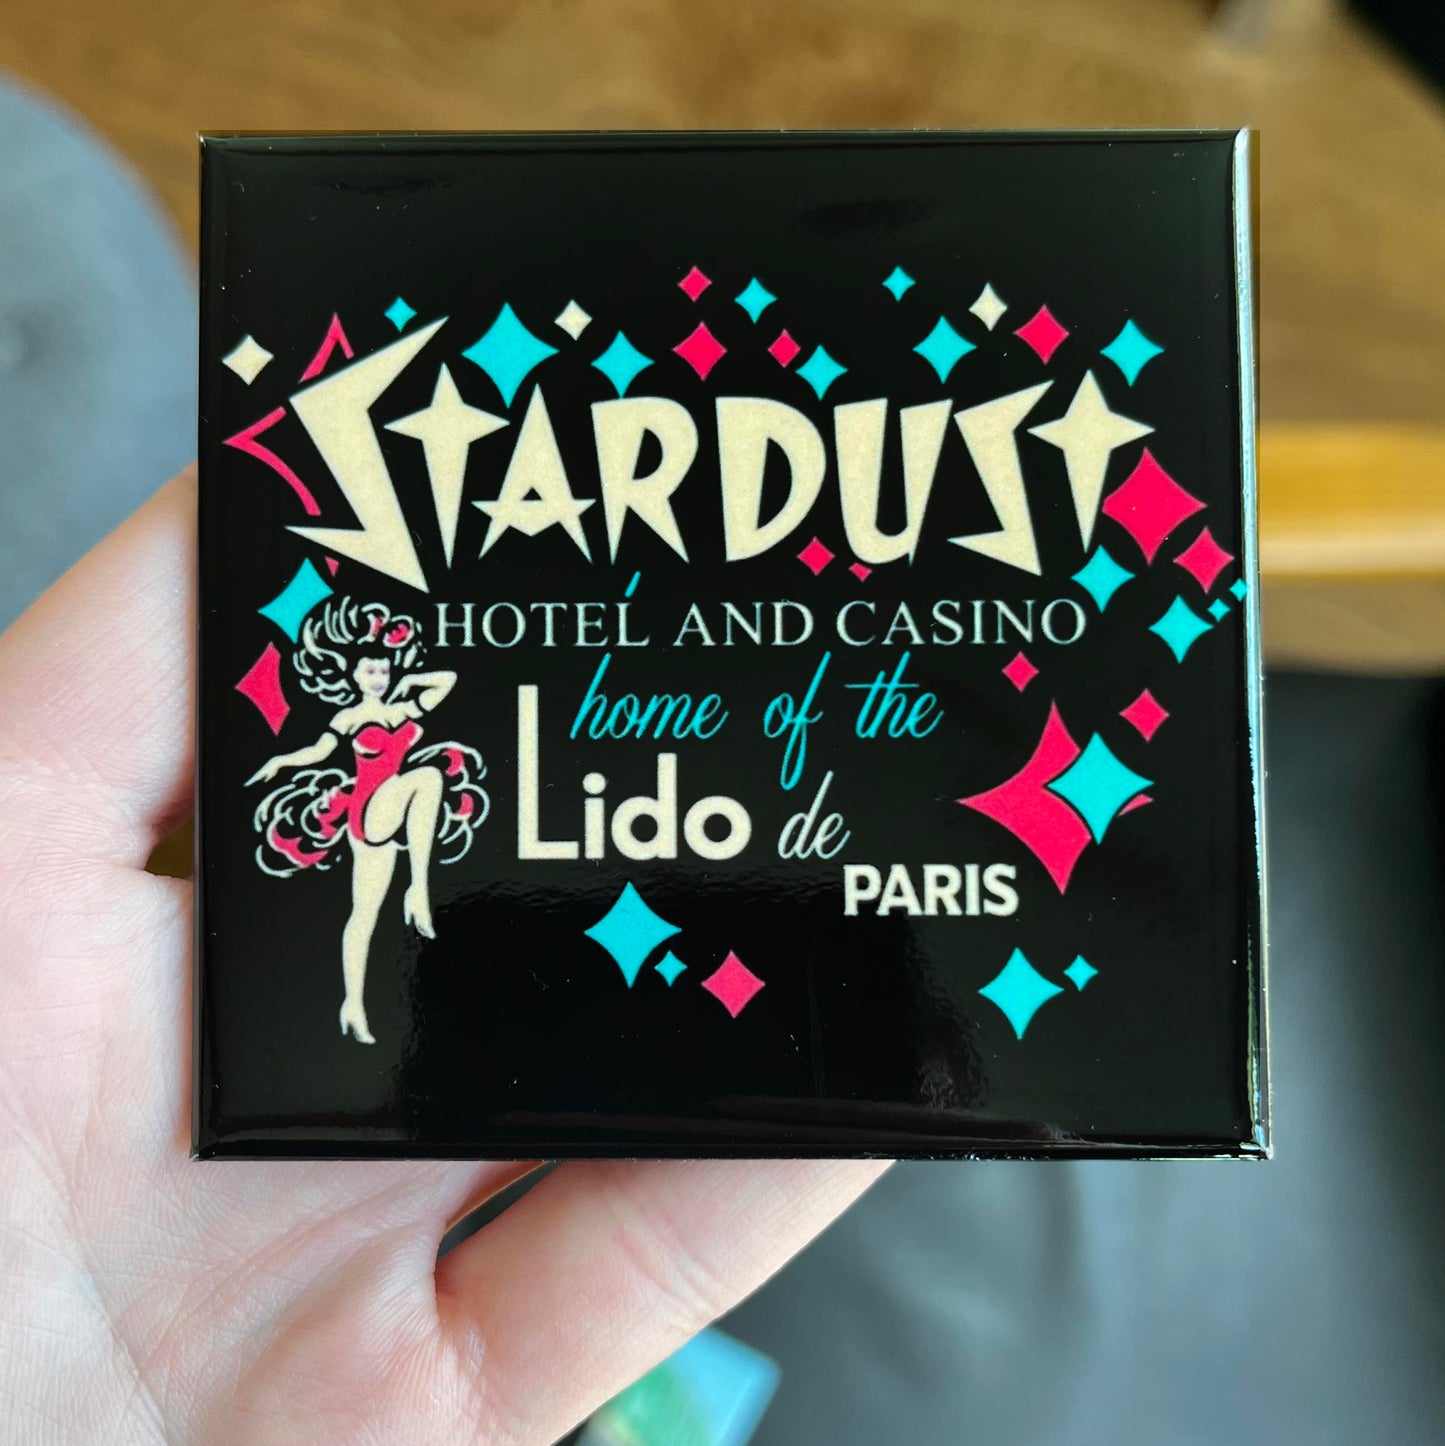 STARDUST
HOTEL AND CASINO
home of the
Lido de
PARIS